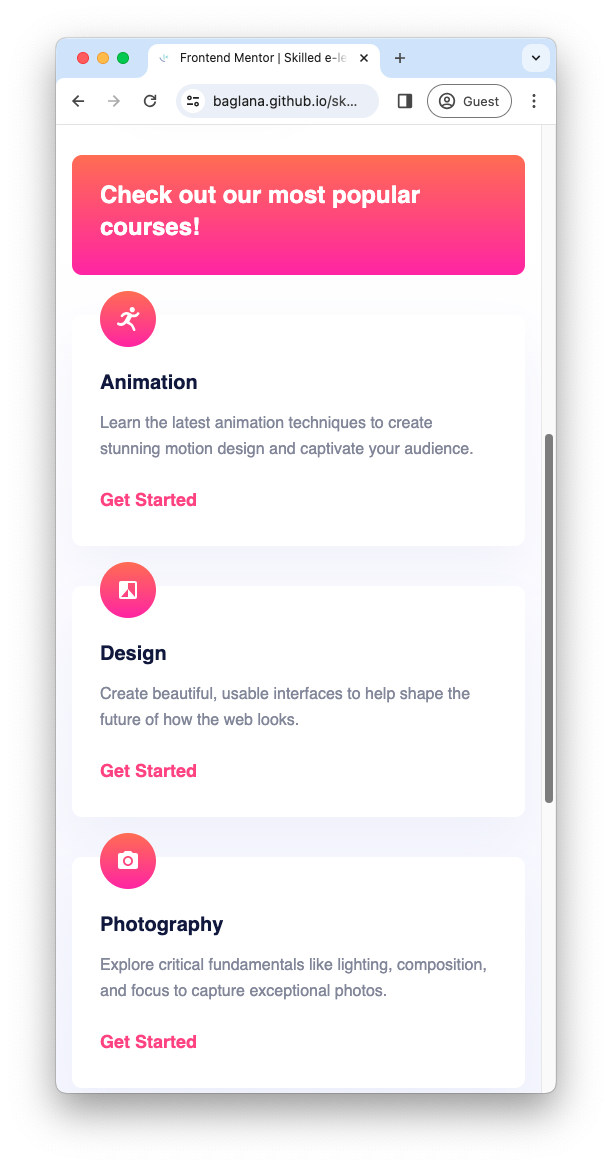 Frontend Mentor | Skilled e-le
baglana.github.io/sk...
Guest
Check out our most popular
courses!
Animation
Learn the latest animation techniques to create
stunning motion design and captivate your audience.
Get Started
Design
Create beautiful, usable interfaces to help shape the
future of how the web looks.
Get Started
Photography
Explore critical fundamentals like lighting, composition,
and focus to capture exceptional photos.
Get Started